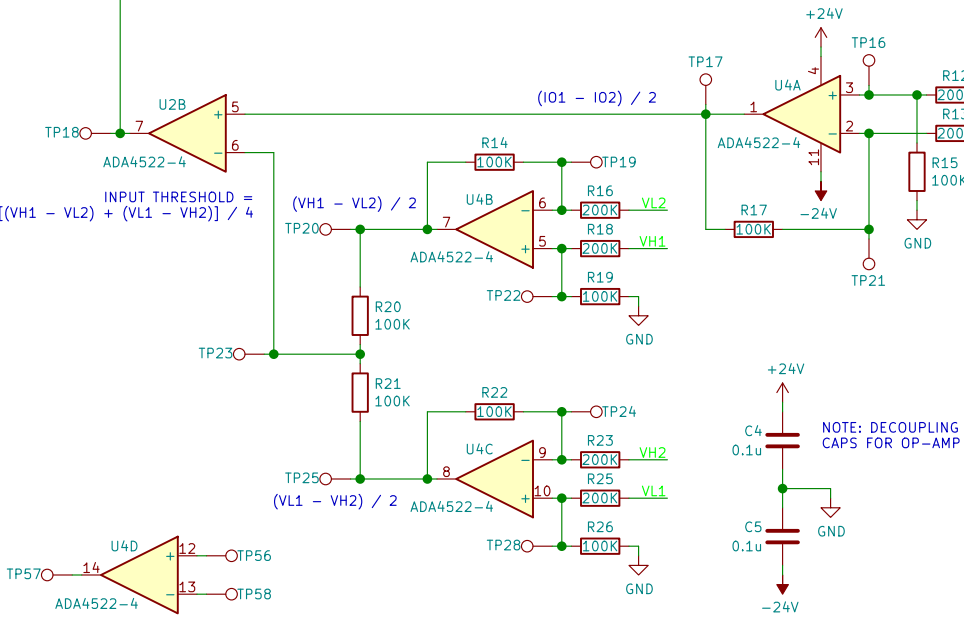 +24V
TP16
TP17
U4A
4
3
R12
200
(IO1 - IO2) / 2
+
1
U2B
5
+
TP18
7
2
R13
200
-
ADA4522-4
6
-
ADA4522-4
11
R15
100K
R14
100K
TP19
INPUT THRESHOLD =
[(VH1 - VL2) + (VL1 - VH2)] / 4
(VH1 - VL2) / 2
U4B
R16
-24V
6
200K
VL2
-
R17
100K
TP20
7
R18
5
200K
VH1
+
GND
ADA4522-4
TP21
R19
TP22
100K
R20
100K
GND
TP23
+24V
R21
100K
R22
100K
TP24
C4
0.1u
NOTE: DECOUPLING
CAPS FOR OP-AMP
U4C
R23
9
200K
VH2
-
TP25
8
R25
10
200K
VL1
+
(VL1 - VH2) / 2
ADA4522-4
GND
C5
0.1u
R26
TP28
100K
U4D
12
TP56
+
TP57
14
13
TP58
-
ADA4522-4
GND
-24V